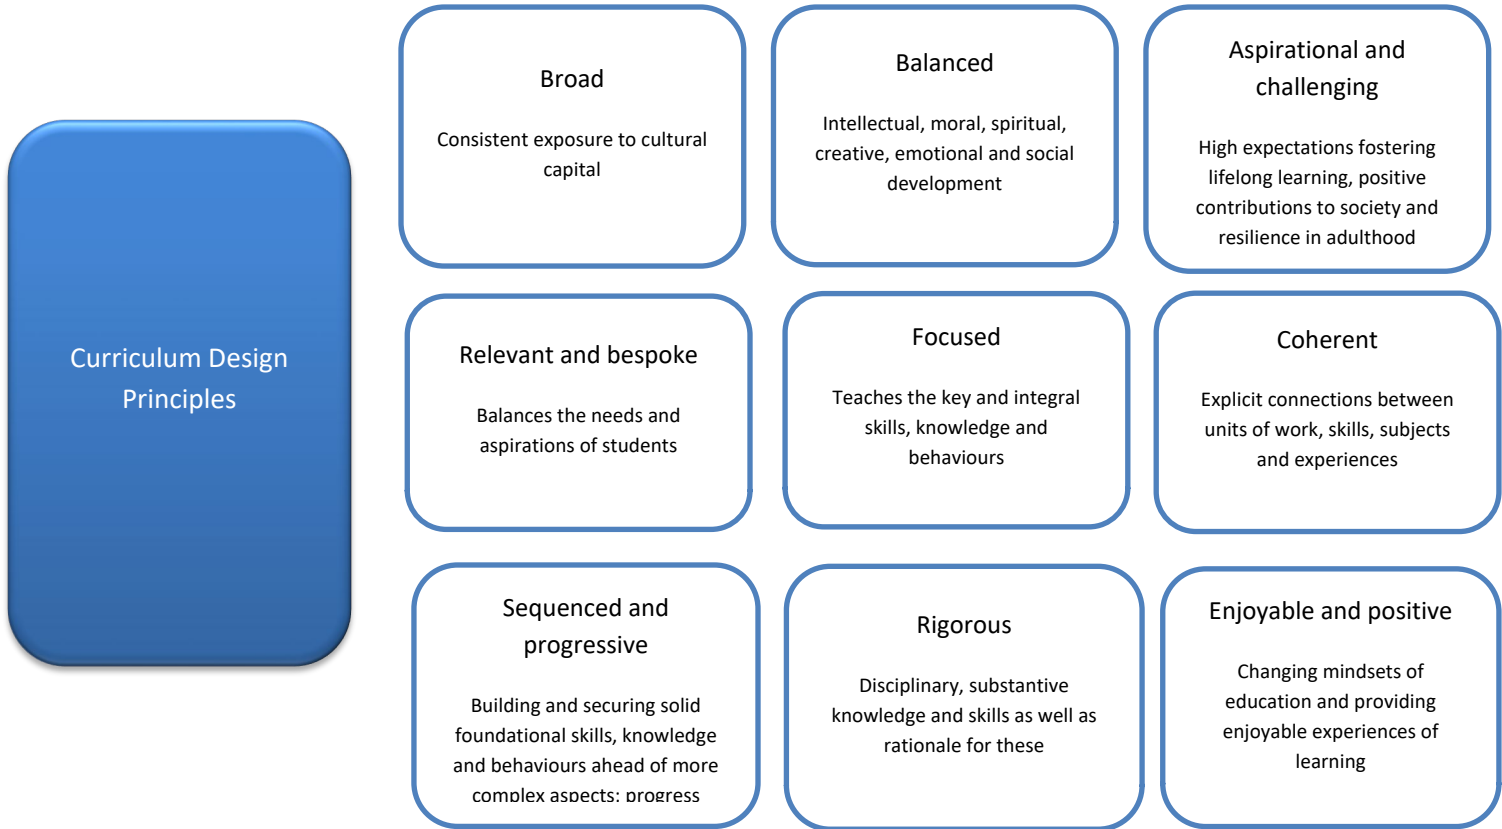 Curriculum Design
Principles
Broad
Consistent exposure to cultural
capital
Balanced
Intellectual, moral, spiritual,
creative, emotional and social
development
Aspirational and
challenging
High expectations fostering
lifelong learning, positive
contributions to society and
resilience in adulthood
Relevant and bespoke
Balances the needs and
aspirations of students
Focused
Teaches the key and integral
skills, knowledge and
behaviours
Coherent
Explicit connections between
units of work, skills, subjects
and experiences
Sequenced and
progressive
Building and securing solid
foundational skills, knowledge
and behaviours ahead of more
complex aspects: progress
Rigorous
Disciplinary, substantive
knowledge and skills as well as
rationale for these
Enjoyable and positive
Changing mindsets of
education and providing
enjoyable experiences of
learning